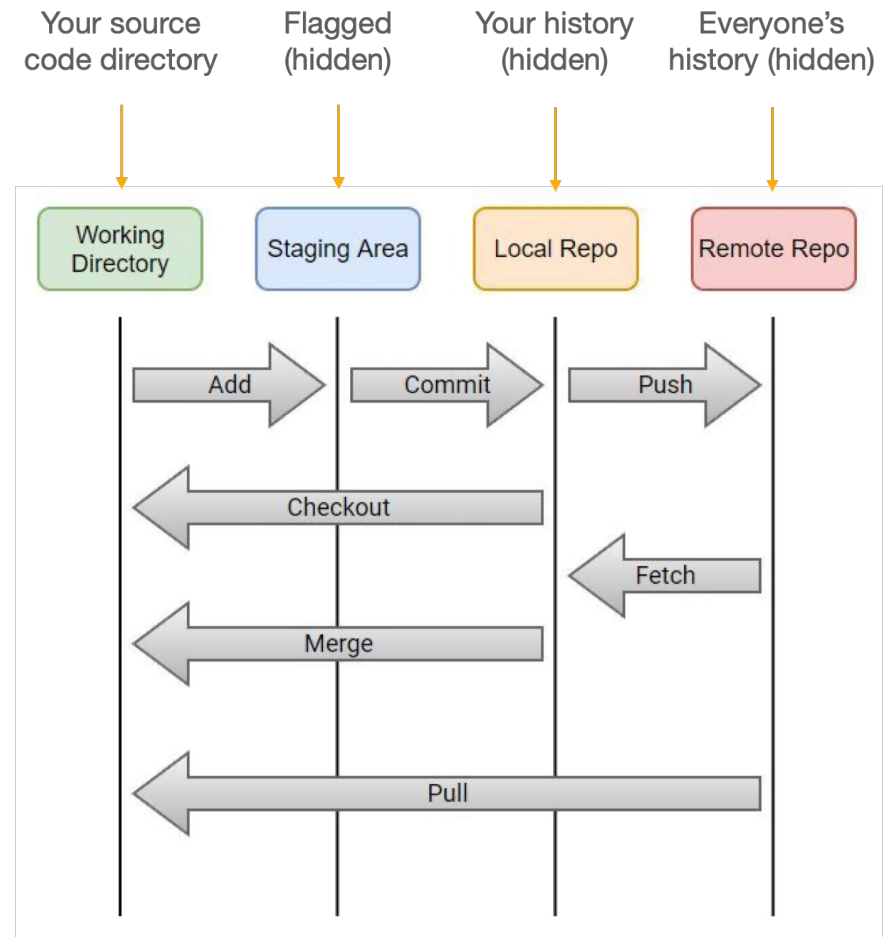 Your source
code directory
Flagged
(hidden)
Your history
(hidden)
Everyone’s
history (hidden)
Working
Directory
Staging Area
Local Repo
Remote Repo
Add
Commit
Push
Checkout
Fetch
Merge
Pull